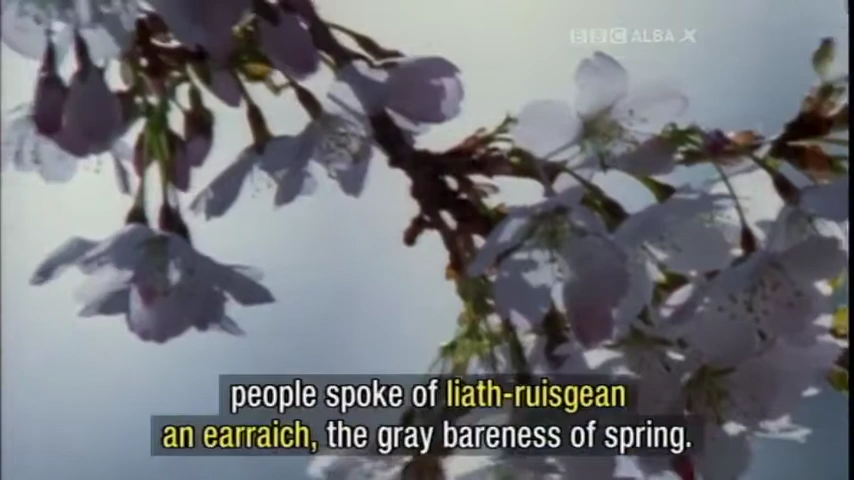 BBC ALBA
people spoke of liath-ruisgean
an earraich, the gray bareness of spring.